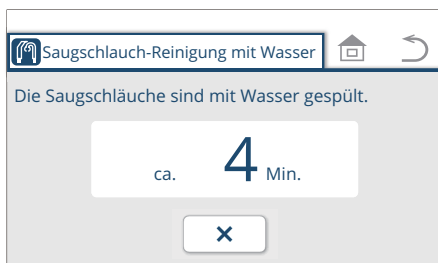 Saugschlauch-Reinigung mit Wasser
Die Saugschläuche sind mit Wasser gespült.
ca. 4 Min.